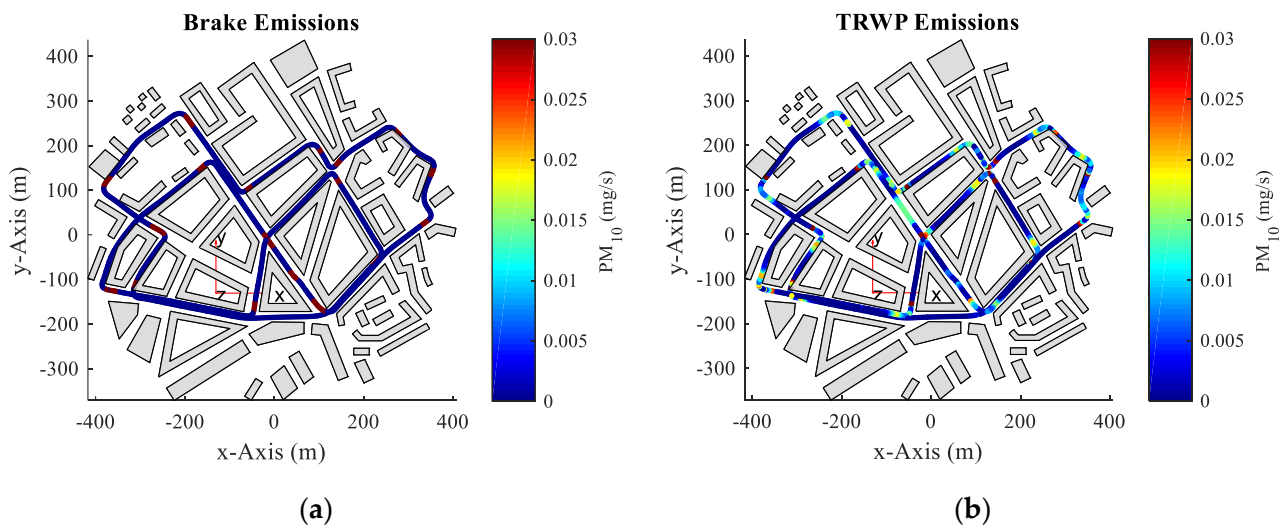 Brake Emissions
400
300
200
100
0
-100
-200
-300
y-Axis (m)
-400
-200
0
200
400
x-Axis (m)
y
z
x
0.03
0.025
0.02
0.015
0.01
0.005
0
PM10 (mg/s)
(a)
TRWP Emissions
400
300
200
100
0
-100
-200
-300
y-Axis (m)
-400
-200
0
200
400
x-Axis (m)
y
z
x
0.03
0.025
0.02
0.015
0.01
0.005
0
PM10 (mg/s)
(b)